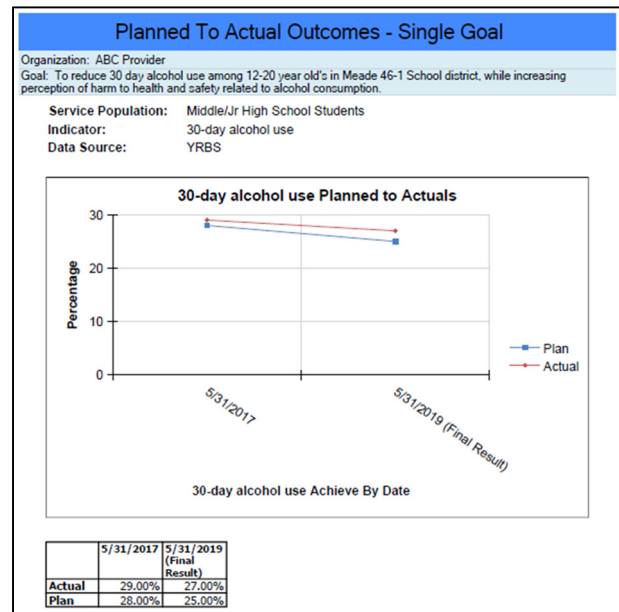 Planned To Actual Outcomes - Single Goal
Organization: ABC Provider
Goal: To reduce 30 day alcohol use among 12-20 year old's in Meade 46-1 School district, while increasing
perception of harm to health and safety related to alcohol consumption.
Service Population: Middle/Jr High School Students
Indicator: 30-day alcohol use
Data Source: YRBS
30-day alcohol use Planned to Actuals
30
20
10
0
Percentage
Plan
Actual
5/31/2017
5/31/2019 (Final Result)
30-day alcohol use Achieve By Date
5/31/2017 5/31/2019
(Final
Result)
Actual 29.00% 27.00%
Plan 28.00% 25.00%